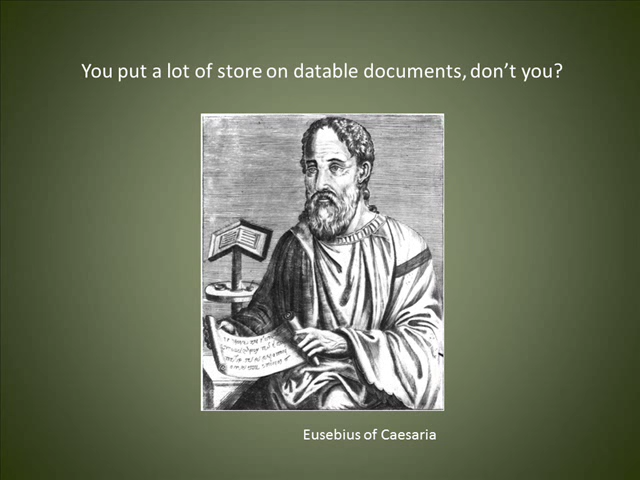 You put a lot of store on datable documents, don’t you?
Eusebius of Caesaria